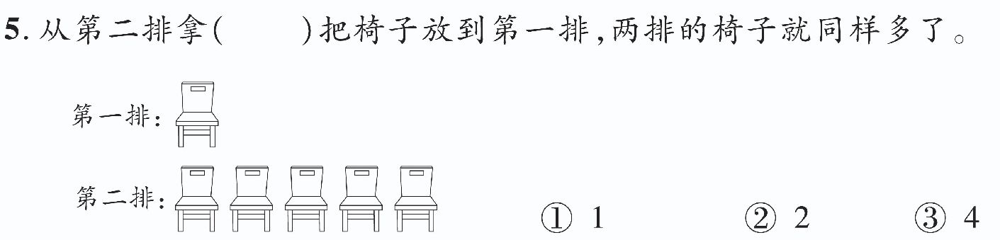 5. 从第二排拿(　　)把椅子放到第一排,两排的椅子就同样多了。
第一排:
第二排:
① 1　② 2　③ 4